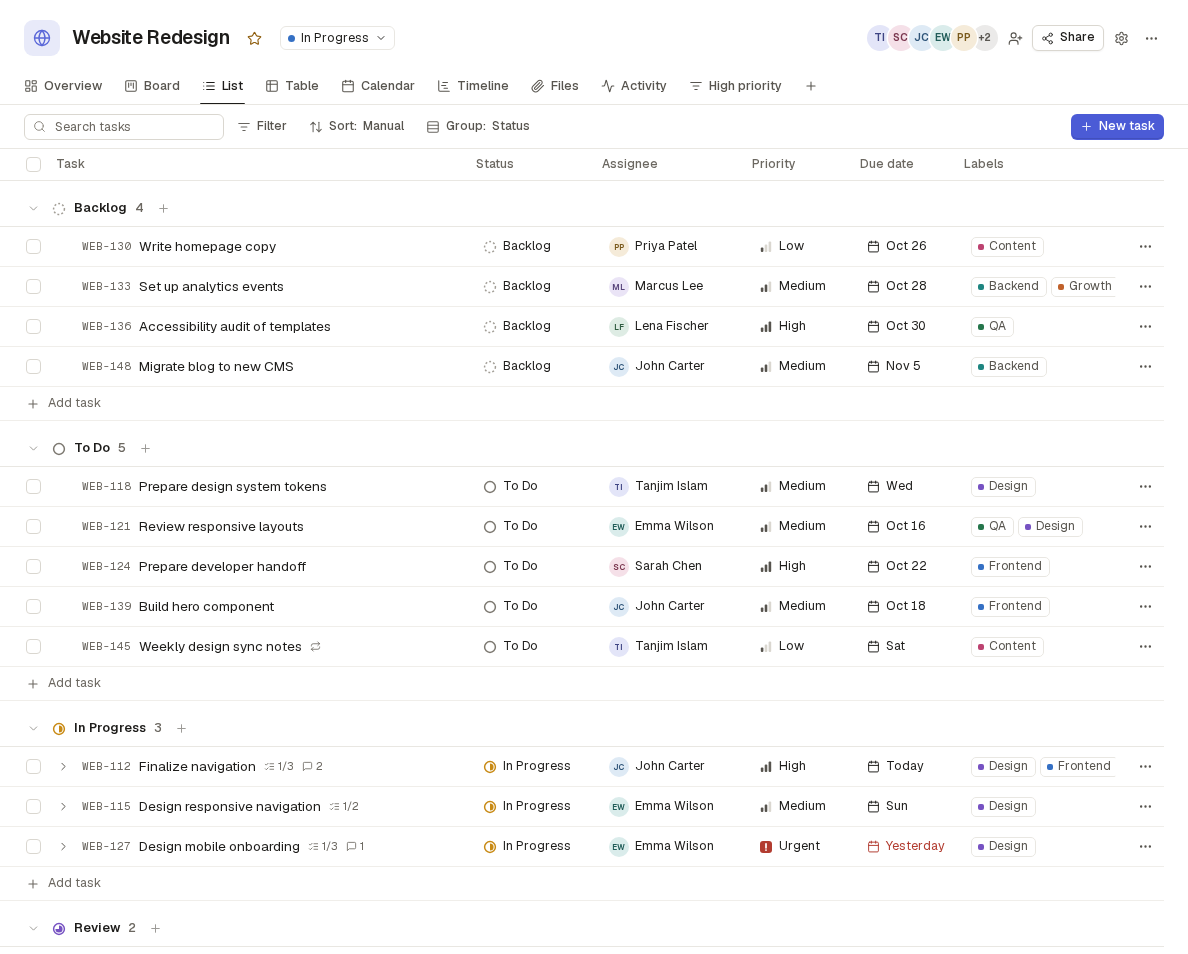 Website Redesign In Progress TI SC JC EW PP +2 Share
Overview Board List Table Calendar Timeline Files Activity High priority
Search tasks Filter Sort: Manual Group: Status New task
Task Status Assignee Priority Due date Labels
Backlog 4
WEB-130 Write homepage copy Backlog PP Priya Patel Low Oct 26 Content
WEB-133 Set up analytics events Backlog ML Marcus Lee Medium Oct 28 Backend Growth
WEB-136 Accessibility audit of templates Backlog LF Lena Fischer High Oct 30 QA
WEB-148 Migrate blog to new CMS Backlog JC John Carter Medium Nov 5 Backend
Add task
To Do 5
WEB-118 Prepare design system tokens To Do TI Tanjim Islam Medium Wed Design
WEB-121 Review responsive layouts To Do EW Emma Wilson Medium Oct 16 QA Design
WEB-124 Prepare developer handoff To Do SC Sarah Chen High Oct 22 Frontend
WEB-139 Build hero component To Do JC John Carter Medium Oct 18 Frontend
WEB-145 Weekly design sync notes To Do TI Tanjim Islam Low Sat Content
Add task
In Progress 3
WEB-112 Finalize navigation 1/3 2 In Progress JC John Carter High Today Design Frontend
WEB-115 Design responsive navigation 1/2 In Progress EW Emma Wilson Medium Sun Design
WEB-127 Design mobile onboarding 1/3 1 In Progress EW Emma Wilson Urgent Yesterday Design
Add task
Review 2